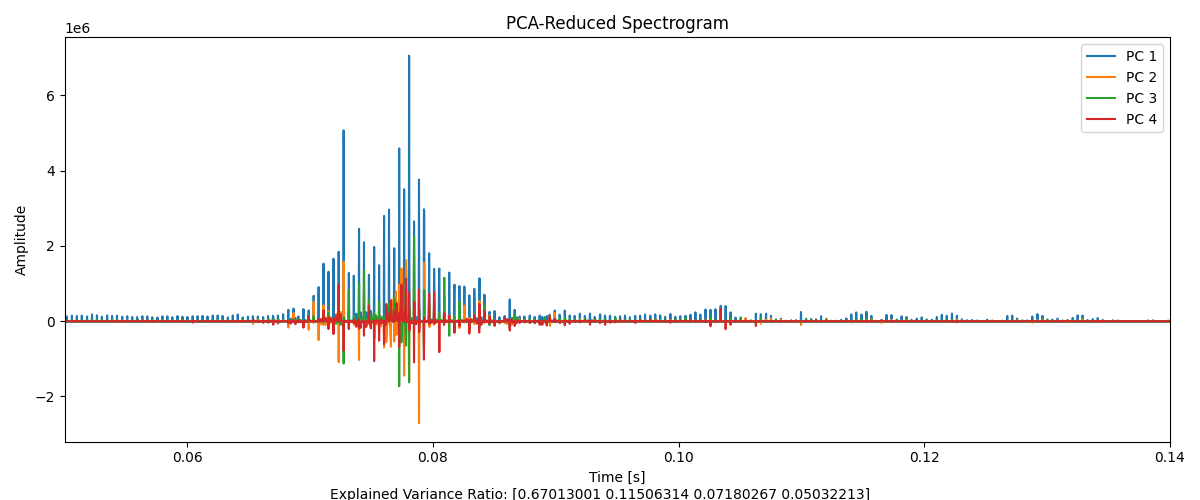 PCA-Reduced Spectrogram
1e6
PC 1
PC 2
PC 3
PC 4
6
4
2
0
−2
Amplitude
0.06
0.08
0.10
0.12
0.14
Time [s]
Explained Variance Ratio: [0.67013001 0.11506314 0.07180267 0.05032213]